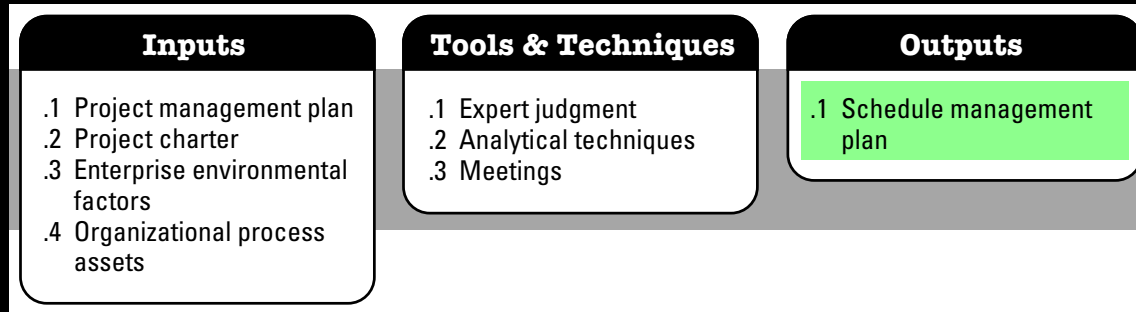 Inputs
.1 Project management plan
.2 Project charter
.3 Enterprise environmental
factors
.4 Organizational process
assets
Tools & Techniques
.1 Expert judgment
.2 Analytical techniques
.3 Meetings
Outputs
.1 Schedule management
plan